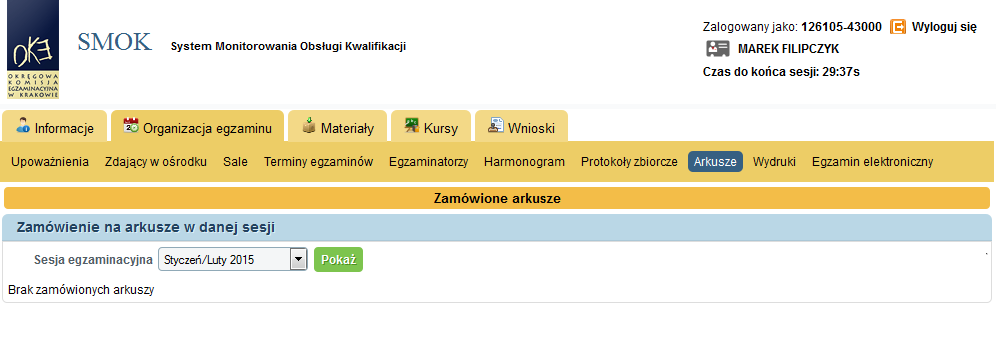 OKE
OKRĘGOWA
KOMISJA
EGZAMINACYJNA
W KRAKOWIE
SMOK
System Monitorowania Obsługi Kwalifikacji
Zalogowany jako: 126105-43000 Wyloguj się
MAREK FILIPCZYK
Czas do końca sesji: 29:37s
Informacje Organizacja egzaminu Materiały Kursy Wnioski
Upoważnienia Zdający w ośrodku Sale Terminy egzaminów Egzaminatorzy Harmonogram Protokoły zbiorcze Arkusze Wydruki Egzamin elektroniczny
Zamówione arkusze
Zamówienie na arkusze w danej sesji
Sesja egzaminacyjna Styczeń/Luty 2015 Pokaż
Brak zamówionych arkuszy